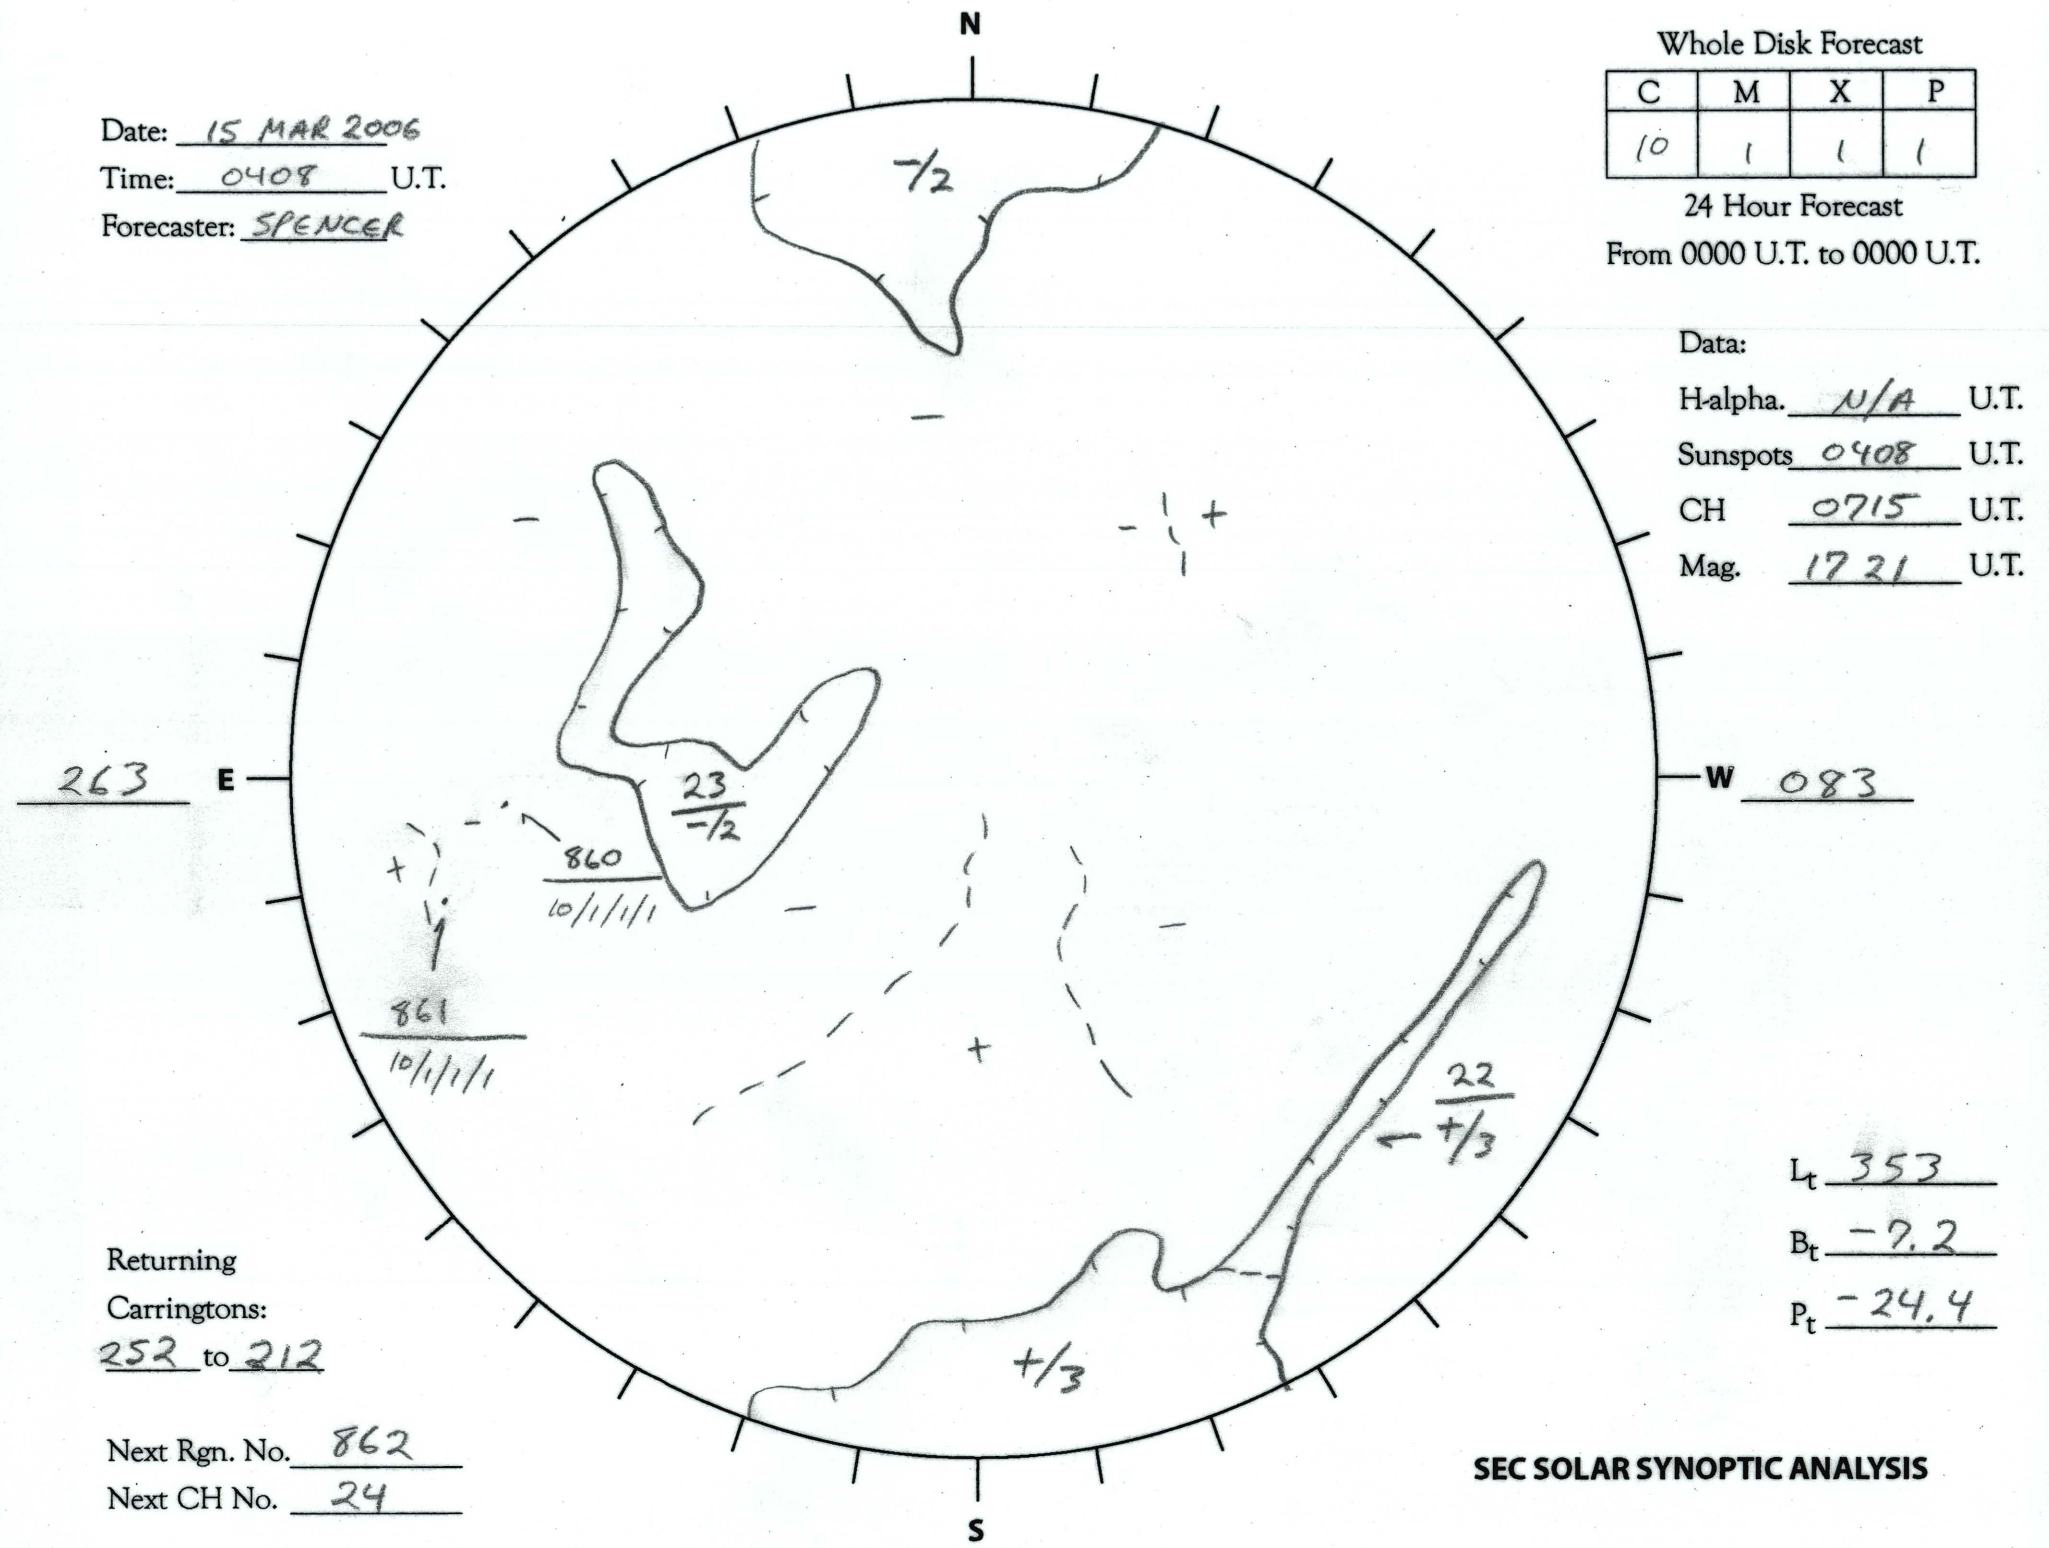 N
Date: 15 MAR 2006
Time: 0408 U.T.
Forecaster: SPENCER
Whole Disk Forecast
C M X P
10 1 1 1
24 Hour Forecast
From 0000 U.T. to 0000 U.T.
-/2
Data:
H-alpha. N/A U.T.
Sunspots 0408 U.T.
CH 0715 U.T.
Mag. 1721 U.T.
-
-
- +
263 E
W 083
23
-/2
-
860
10/1/1/1
+
-
-
861
10/1/1/1
+
22
+/3
Lt 353
Bt -7.2
Pt -24.4
Returning
Carringtons:
252 to 212
+/3
Next Rgn. No. 862
Next CH No. 24
SEC SOLAR SYNOPTIC ANALYSIS
S